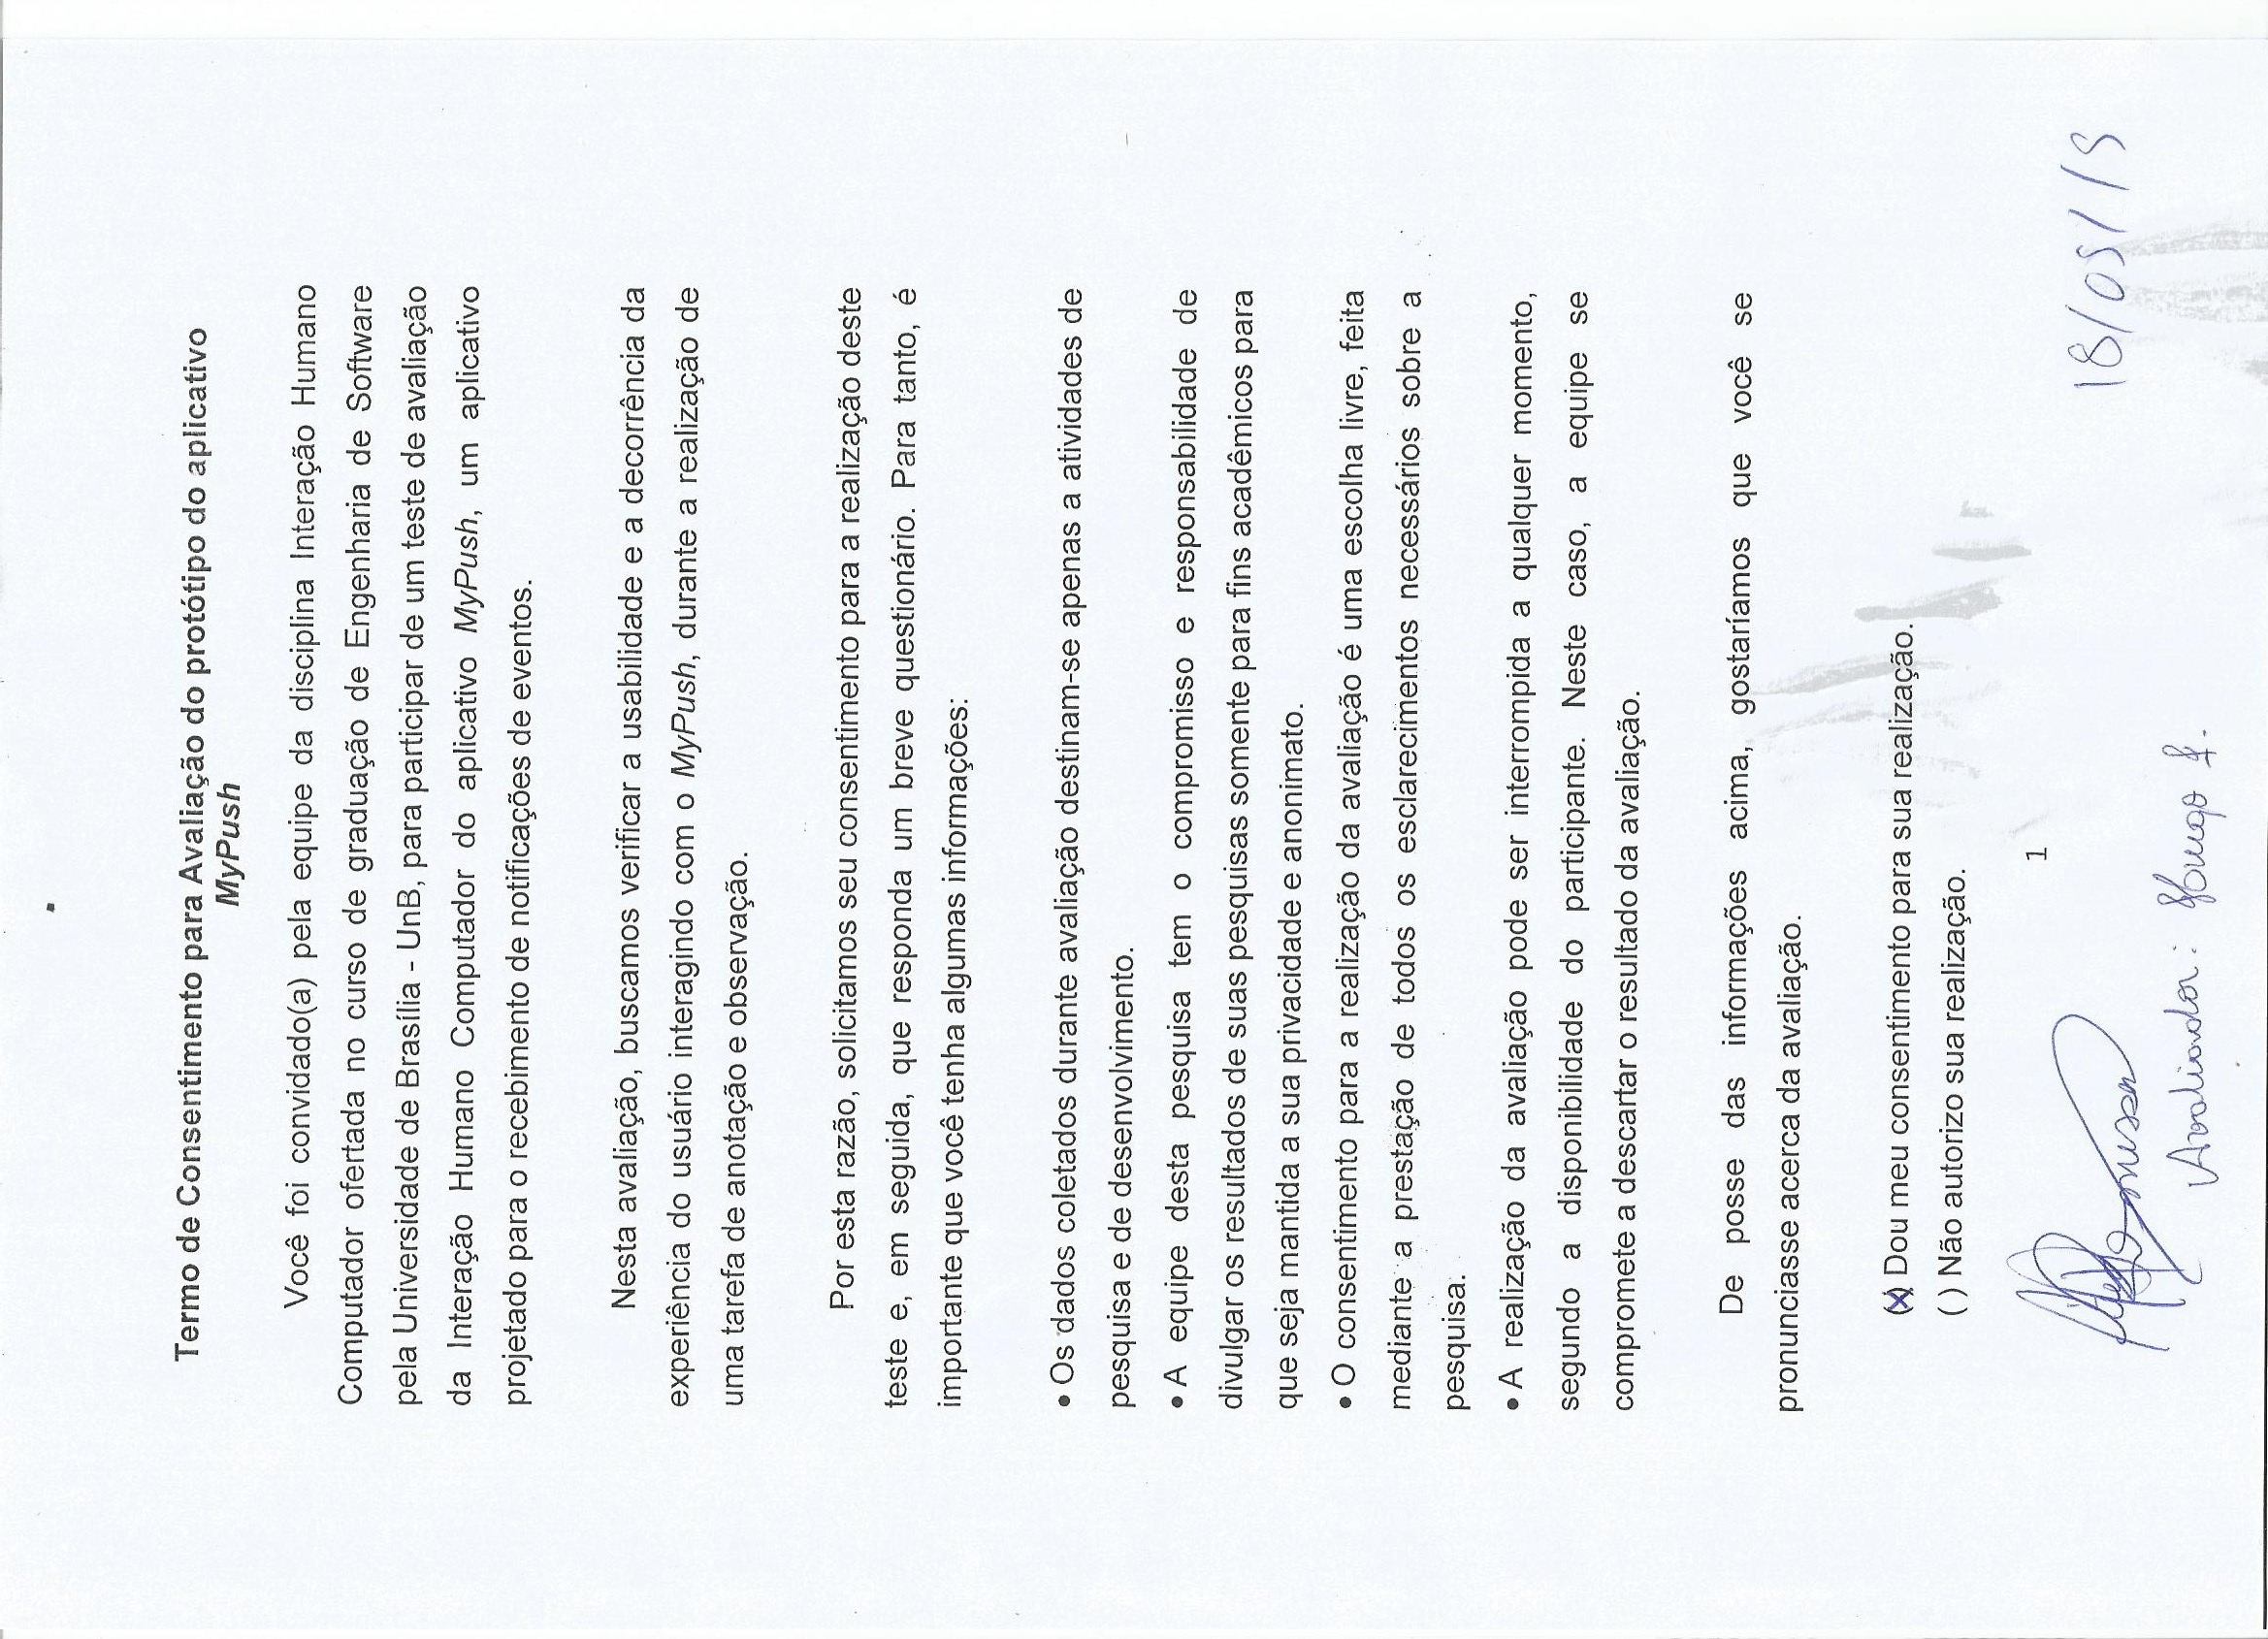 Termo de Consentimento para Avaliação do protótipo do aplicativo
MyPush
Você foi convidado(a) pela equipe da disciplina Interação Humano
Computador ofertada no curso de graduação de Engenharia de Software
pela Universidade de Brasília - UnB, para participar de um teste de avaliação
da Interação Humano Computador do aplicativo MyPush, um aplicativo
projetado para o recebimento de notificações de eventos.
Nesta avaliação, buscamos verificar a usabilidade e a decorrência da
experiência do usuário interagindo com o MyPush, durante a realização de
uma tarefa de anotação e observação.
Por esta razão, solicitamos seu consentimento para a realização deste
teste e, em seguida, que responda um breve questionário. Para tanto, é
importante que você tenha algumas informações:
• Os dados coletados durante avaliação destinam-se apenas a atividades de
pesquisa e de desenvolvimento.
• A equipe desta pesquisa tem o compromisso e responsabilidade de
divulgar os resultados de suas pesquisas somente para fins acadêmicos para
que seja mantida a sua privacidade e anonimato.
• O consentimento para a realização da avaliação é uma escolha livre, feita
mediante a prestação de todos os esclarecimentos necessários sobre a
pesquisa.
• A realização da avaliação pode ser interrompida a qualquer momento,
segundo a disponibilidade do participante. Neste caso, a equipe se
compromete a descartar o resultado da avaliação.
De posse das informações acima, gostaríamos que você se
pronunciasse acerca da avaliação.
(x) Dou meu consentimento para sua realização.
( ) Não autorizo sua realização.
1
18/05/15
Avaliador: